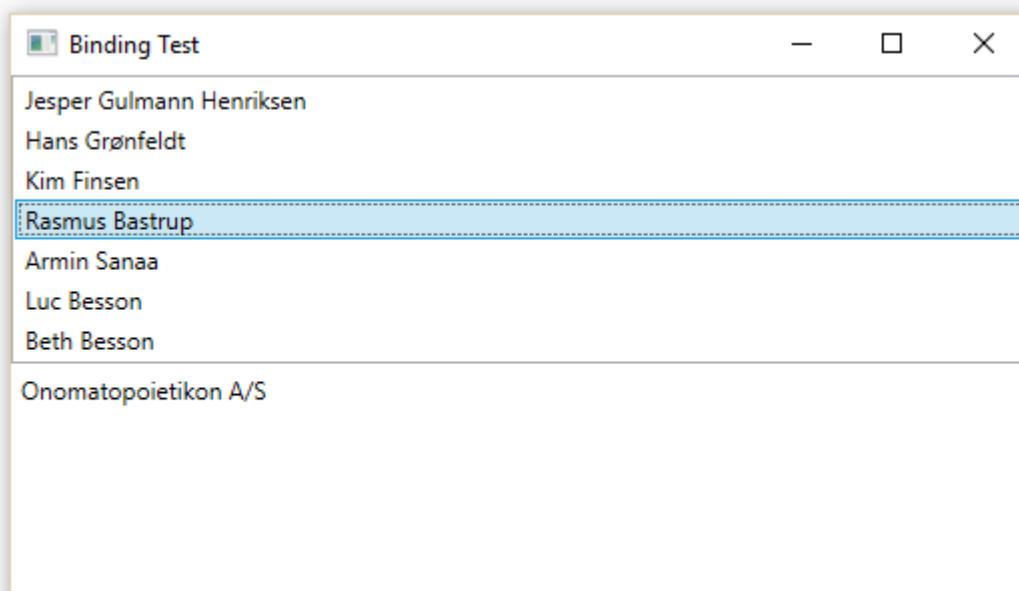 Binding Test
Jesper Gulmann Henriksen
Hans Grønfeldt
Kim Finsen
Rasmus Bastrup
Armin Sanaa
Luc Besson
Beth Besson
Onomatopoietikon A/S